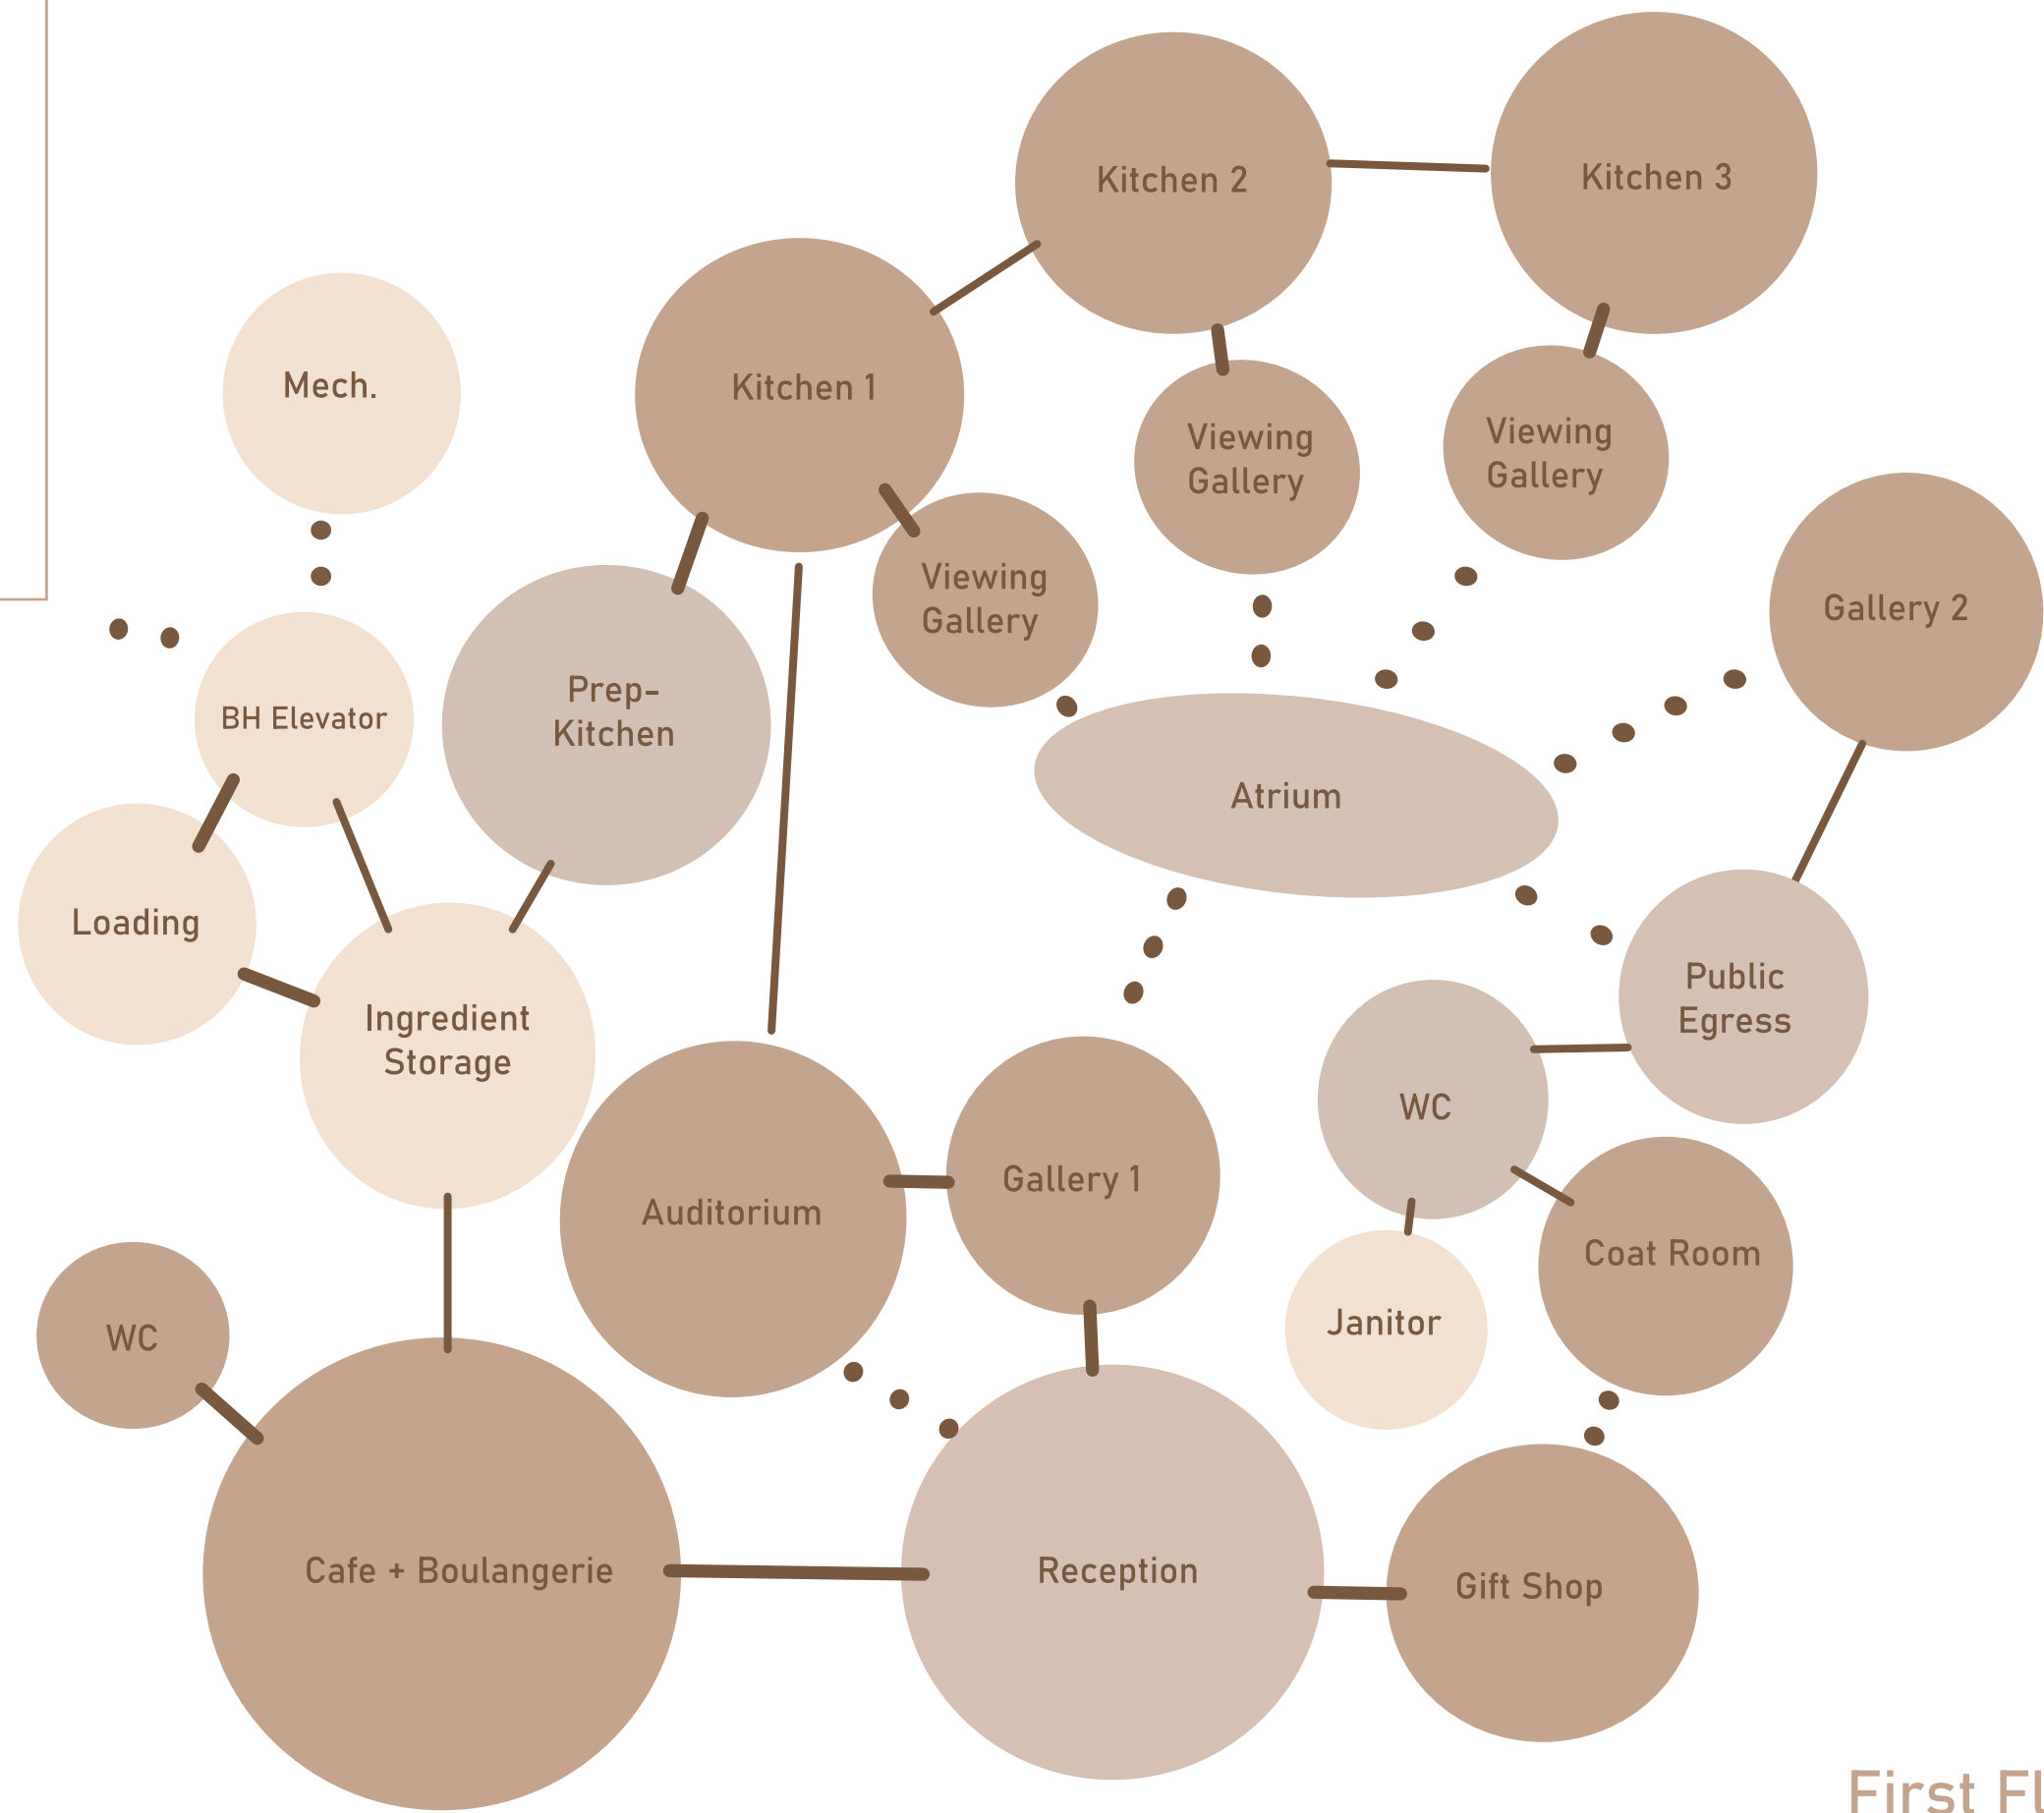 Kitchen 2
Kitchen 3
Kitchen 1
Mech.
Viewing
Gallery
Viewing
Gallery
Viewing
Gallery
Gallery 2
Prep-
Kitchen
BH Elevator
Atrium
Loading
Public
Egress
Ingredient
Storage
WC
Gallery 1
Auditorium
Coat Room
Janitor
WC
Cafe + Boulangerie
Reception
Gift Shop
First